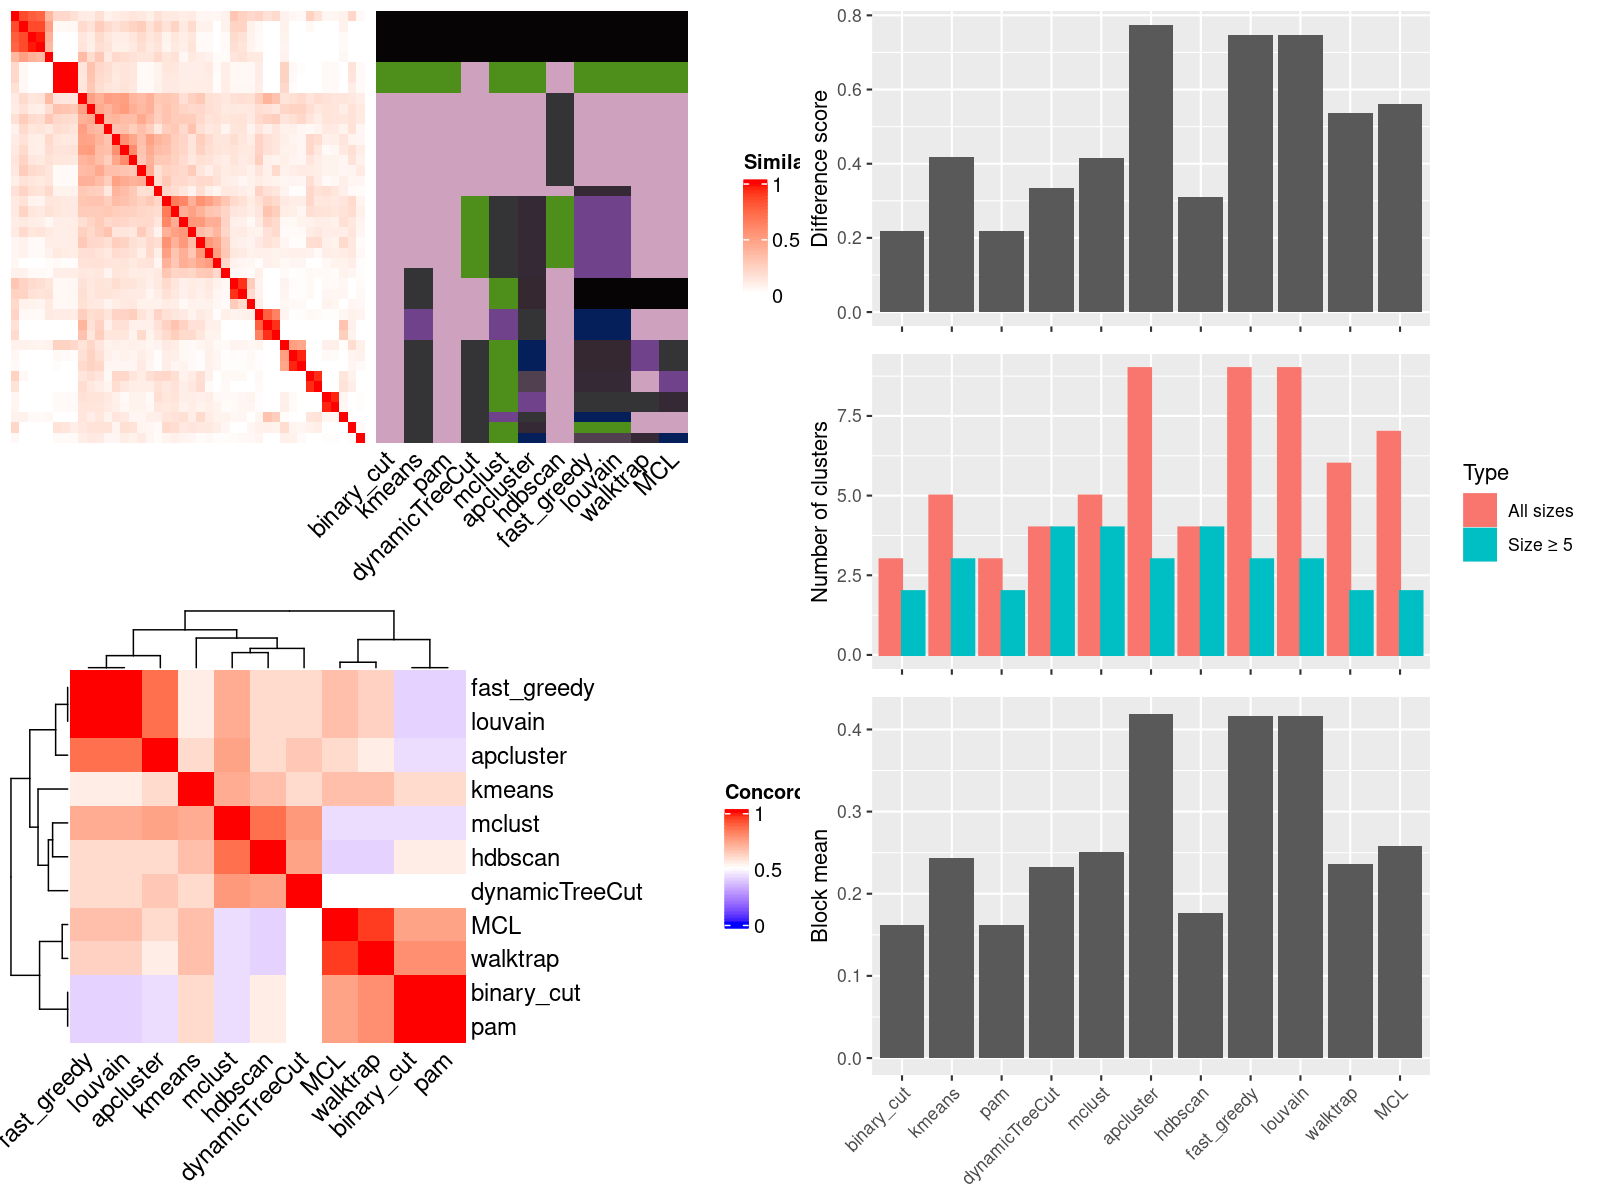 Simila
1
0.5
0
binary_cut
kmeans
pam
dynamicTreeCut
mclust
apcluster
hdbscan
fast_greedy
louvain
walktrap
MCL
fast_greedy
louvain
apcluster
kmeans
mclust
hdbscan
dynamicTreeCut
MCL
walktrap
binary_cut
pam
fast_greedy
louvain
apcluster
kmeans
mclust
hdbscan
dynamicTreeCut
MCL
walktrap
binary_cut
pam
Concord
1
0.5
0
Difference score
0.8
0.6
0.4
0.2
0.0
Number of clusters
7.5
5.0
2.5
0.0
Type
All sizes
Size ≥ 5
Block mean
0.4
0.3
0.2
0.1
0.0
binary_cut
kmeans
pam
dynamicTreeCut
mclust
apcluster
hdbscan
fast_greedy
louvain
walktrap
MCL